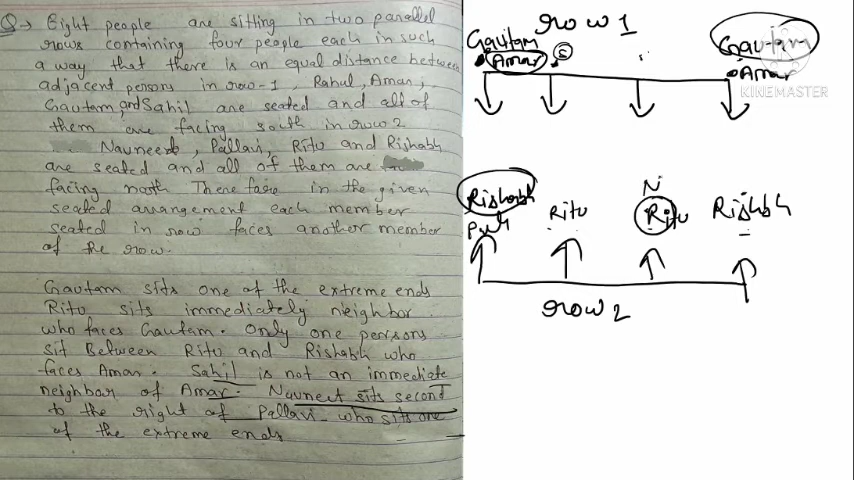 Q→ Eight people are sitting in two parallel
rows containing four people each in such
a way that there is an equal distance between
adjacent persons in row-1, Rahul, Aman,
Gautam, and Sahil are seated and all of
them are facing south in row2
Navneet, Pallavi, Ritu and Rishabh
are seated and all of them are
facing north There fore in the given
seated arrangement each member
seated in row faces another member
of the row.
Gautam sits one of the extreme ends
Ritu sits immediately neighbor
who faces Gautam. Only one persons
sit Between Ritu and Rishabh who
faces Aman. Sahil is not an immediate
neighbar of Amar. Navneet sits second
to the right of Pallavi who sits one
of the extreme ends
row 1
Gautam
Amar
S
Gautam
Amar
KINEMASTER
Rishabh
Ritu
N
Ritu
Rishbh
row 2